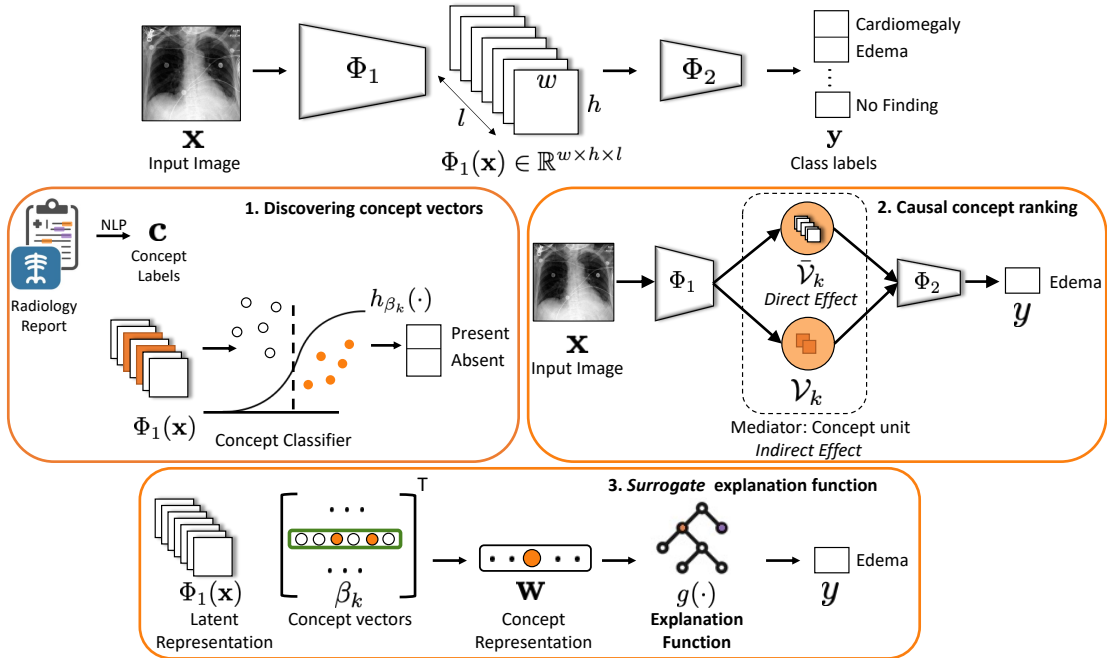 Φ₁
w
h
l
Φ₂
Cardiomegaly
Edema
No Finding
x
Input Image
Φ₁(x) ∈ ℝ^{w×h×l}
y
Class labels
1. Discovering concept vectors
NLP
c
Concept
Labels
Radiology
Report
h_{β_k}(·)
Present
Absent
Φ₁(x)
Concept Classifier
2. Causal concept ranking
x
Input Image
Φ₁
V̄_k
Direct Effect
V_k
Φ₂
Edema
y
Mediator: Concept unit
Indirect Effect
3. Surrogate explanation function
Φ₁(x)
Latent
Representation
T
β_k
Concept vectors
w
Concept
Representation
g(·)
Explanation
Function
Edema
y